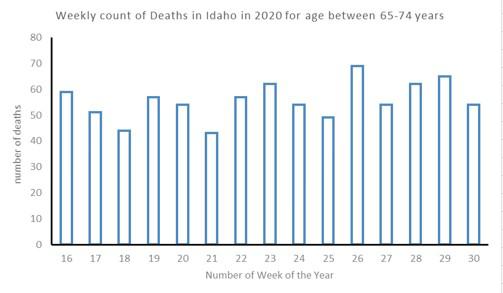 Weekly count of Deaths in Idaho in 2020 for age between 65-74 years
80
70
60
50
40
30
20
10
0
number of deaths
16 17 18 19 20 21 22 23 24 25 26 27 28 29 30
Number of Week of the Year